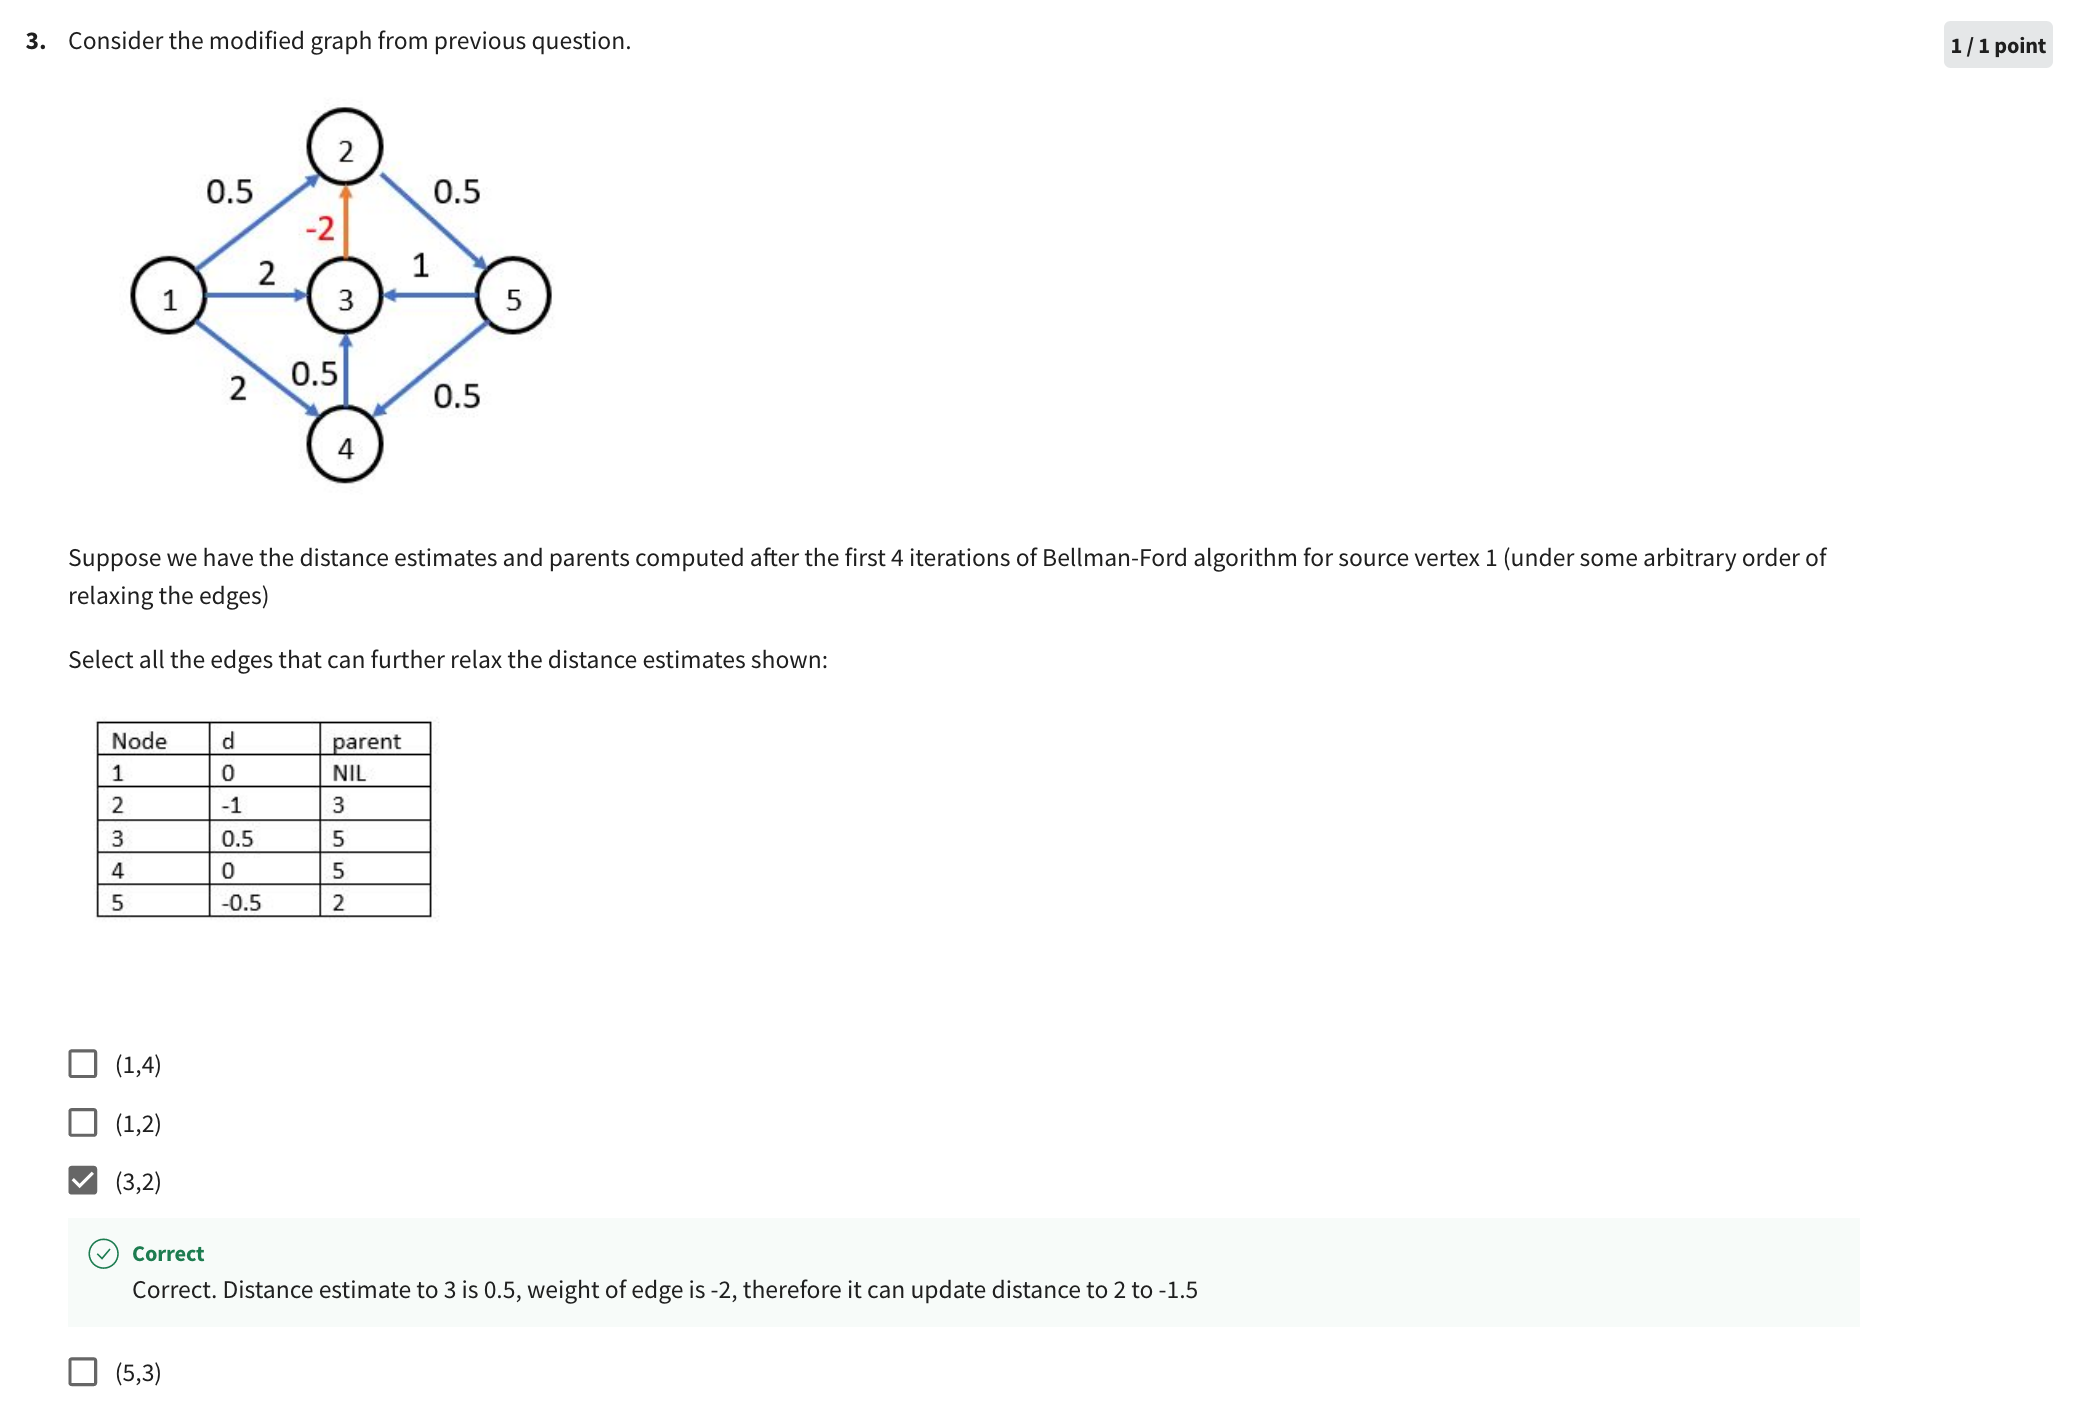 3. Consider the modified graph from previous question.
1 / 1 point
2
0.5
0.5
-2
2
1
1
3
5
2
0.5
0.5
4
Suppose we have the distance estimates and parents computed after the first 4 iterations of Bellman-Ford algorithm for source vertex 1 (under some arbitrary order of
relaxing the edges)
Select all the edges that can further relax the distance estimates shown:
Node d parent
1 0 NIL
2 -1 3
3 0.5 5
4 0 5
5 -0.5 2
(1,4)
(1,2)
(3,2)
Correct
Correct. Distance estimate to 3 is 0.5, weight of edge is -2, therefore it can update distance to 2 to -1.5
(5,3)